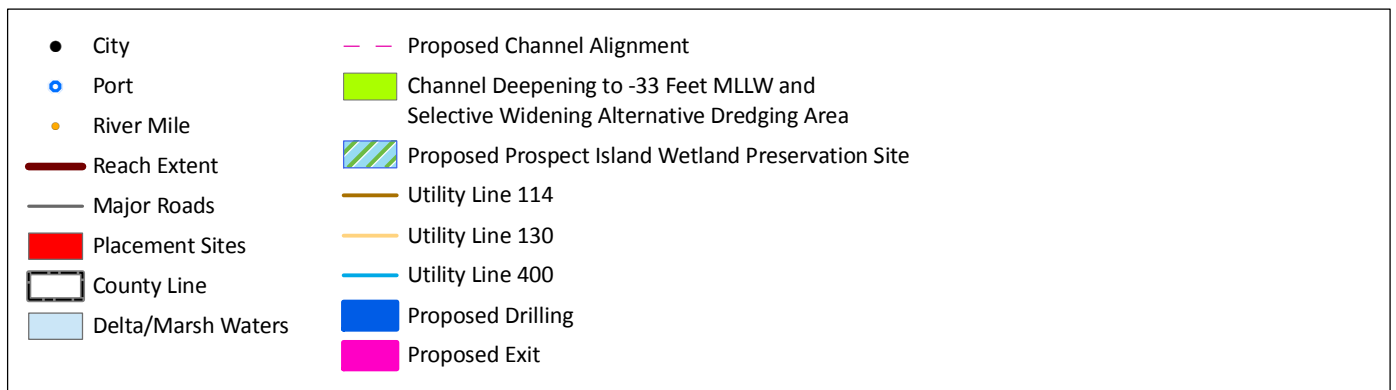 City
Port
River Mile
Reach Extent
Major Roads
Placement Sites
County Line
Delta/Marsh Waters
Proposed Channel Alignment
Channel Deepening to -33 Feet MLLW and
Selective Widening Alternative Dredging Area
Proposed Prospect Island Wetland Preservation Site
Utility Line 114
Utility Line 130
Utility Line 400
Proposed Drilling
Proposed Exit